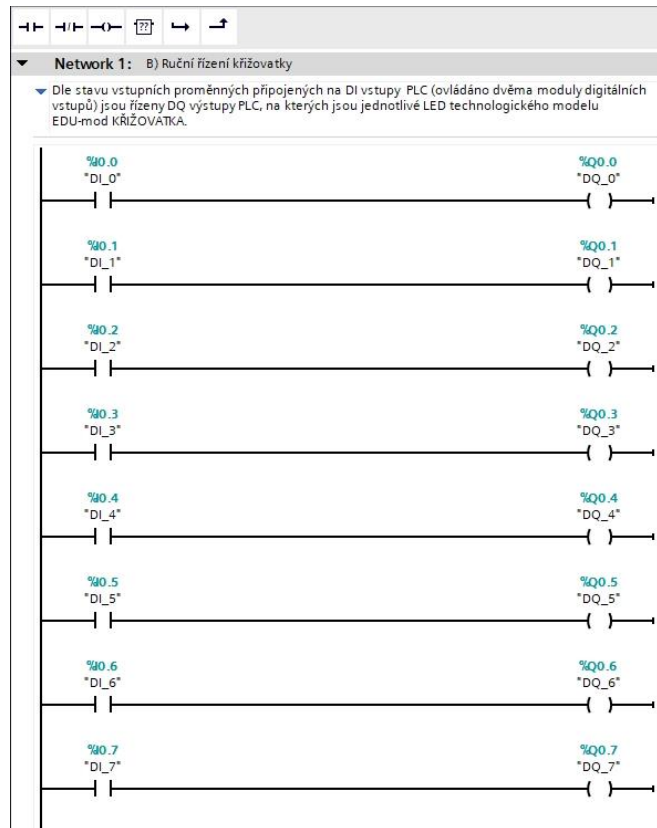 ??
Network 1: B) Ruční řízení křižovatky
Dle stavu vstupních proměnných připojených na DI vstupy PLC (ovládáno dvěma moduly digitálních
vstupů) jsou řízeny DQ výstupy PLC, na kterých jsou jednotlivé LED technologického modelu
EDU-mod KŘIŽOVATKA.
%I0.0 %Q0.0
"DI_0" "DQ_0"
%I0.1 %Q0.1
"DI_1" "DQ_1"
%I0.2 %Q0.2
"DI_2" "DQ_2"
%I0.3 %Q0.3
"DI_3" "DQ_3"
%I0.4 %Q0.4
"DI_4" "DQ_4"
%I0.5 %Q0.5
"DI_5" "DQ_5"
%I0.6 %Q0.6
"DI_6" "DQ_6"
%I0.7 %Q0.7
"DI_7" "DQ_7"